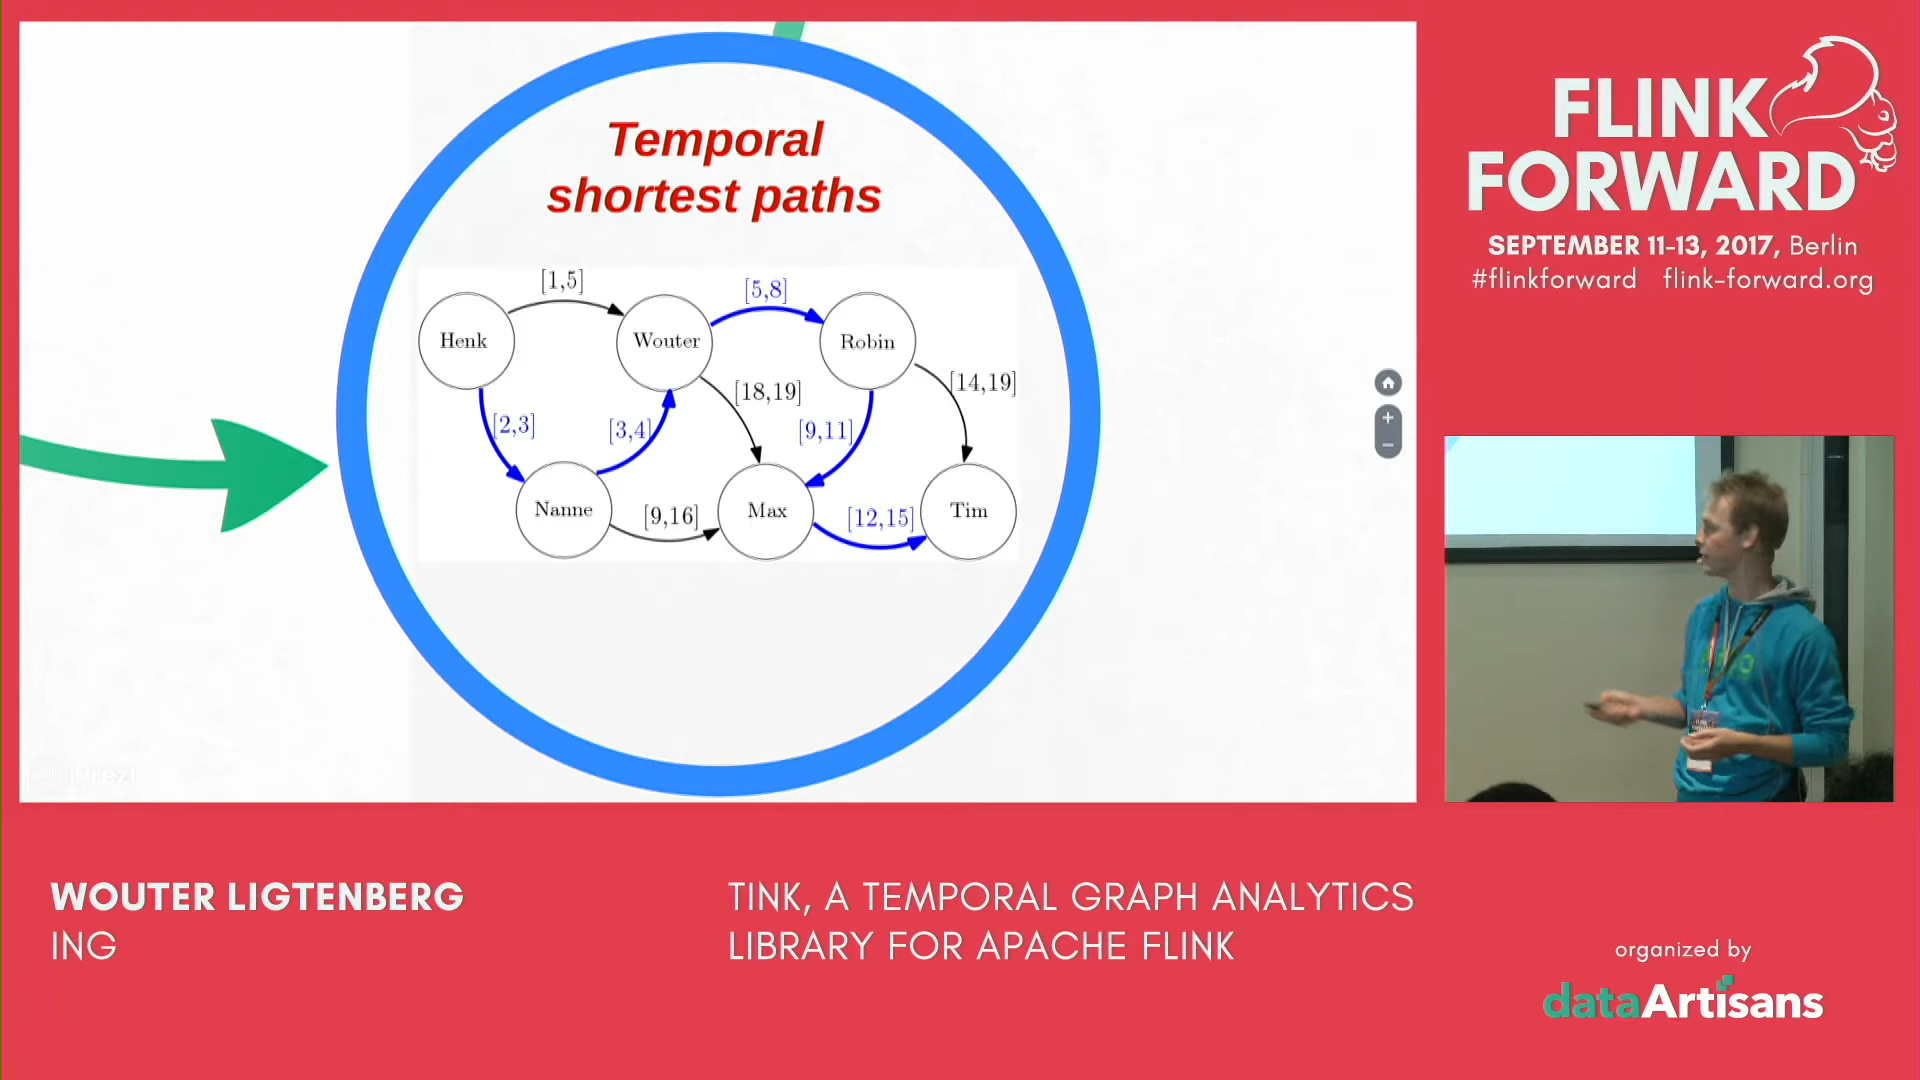 Temporal
shortest paths
[1,5]
[5,8]
Henk
Wouter
Robin
[14,19]
[18,19]
[2,3]
[3,4]
[9,11]
Nanne
[9,16]
Max
[12,15]
Tim
Prezi
FLINK
FORWARD
SEPTEMBER 11-13, 2017, Berlin
#flinkforward flink-forward.org
WOUTER LIGTENBERG
ING
TINK, A TEMPORAL GRAPH ANALYTICS
LIBRARY FOR APACHE FLINK
organized by
dataArtisans